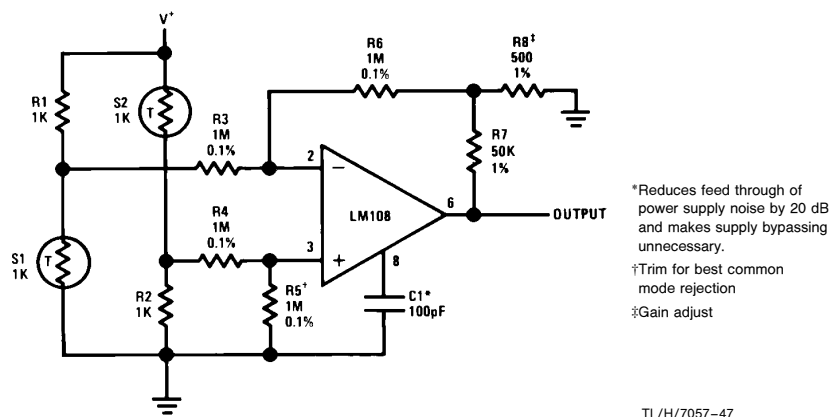 V+
R1
1K
S2
1K
T
R3
1M
0.1%
R6
1M
0.1%
R8‡
500
1%
R7
50K
1%
2
−
LM108
6
OUTPUT
S1
1K
T
R4
1M
0.1%
3
+
8
R2
1K
R5†
1M
0.1%
C1*
100pF
*Reduces feed through of
power supply noise by 20 dB
and makes supply bypassing
unnecessary.
†Trim for best common
mode rejection
‡Gain adjust
TL/H/7057–47